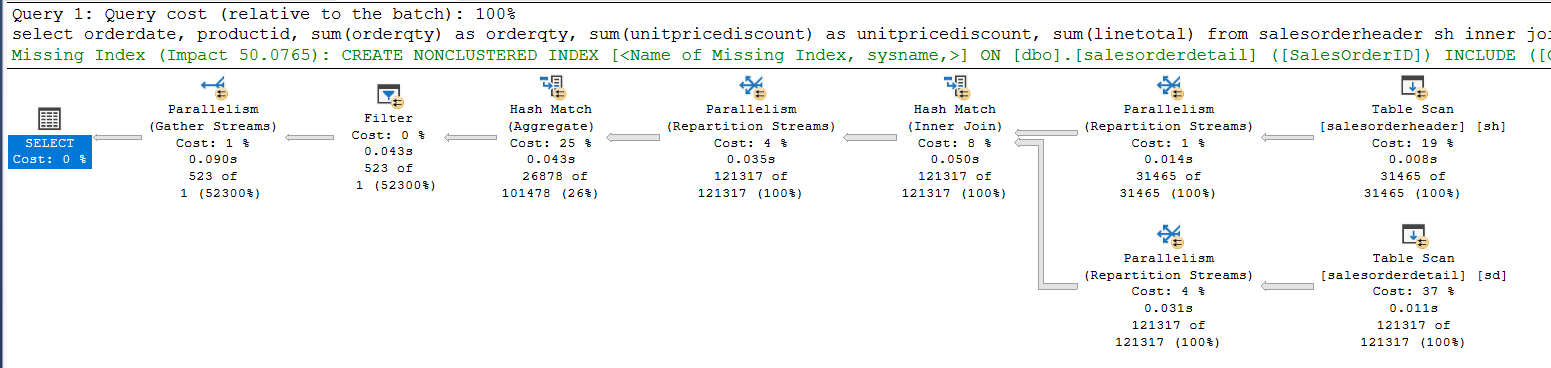 Query 1: Query cost (relative to the batch): 100%
select orderdate, productid, sum(orderqty) as orderqty, sum(unitpricediscount) as unitpricediscount, sum(linetotal) from salesorderheader sh inner joi
Missing Index (Impact 50.0765): CREATE NONCLUSTERED INDEX [<Name of Missing Index, sysname,>] ON [dbo].[salesorderdetail] ([SalesOrderID]) INCLUDE ([O
SELECT
Cost: 0 %
Parallelism
(Gather Streams)
Cost: 1 %
0.090s
523 of
1 (52300%)
Filter
Cost: 0 %
0.043s
523 of
1 (52300%)
Hash Match
(Aggregate)
Cost: 25 %
0.043s
26878 of
101478 (26%)
Parallelism
(Repartition Streams)
Cost: 4 %
0.035s
121317 of
121317 (100%)
Hash Match
(Inner Join)
Cost: 8 %
0.050s
121317 of
121317 (100%)
Parallelism
(Repartition Streams)
Cost: 1 %
0.014s
31465 of
31465 (100%)
Table Scan
[salesorderheader] [sh]
Cost: 19 %
0.008s
31465 of
31465 (100%)
Parallelism
(Repartition Streams)
Cost: 4 %
0.031s
121317 of
121317 (100%)
Table Scan
[salesorderdetail] [sd]
Cost: 37 %
0.011s
121317 of
121317 (100%)